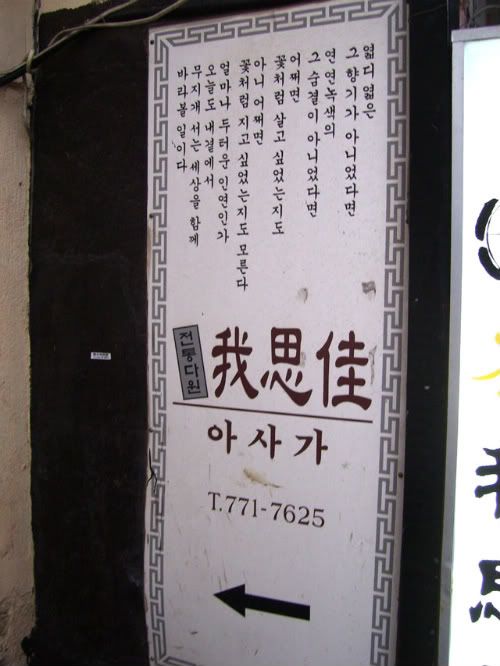 엷디 엷은
그 향기가 아니었다면
연연녹색의
그 숨결이 아니었다면
어쩌면
꽃처럼 살고 싶었는지도
아니 어쩌면
꽃처럼 지고 싶었는지도 모른다
얼마나 두터운 인연인가
오늘도 내곁에서
무지개 서는 세상을 함께
바라볼 일이다
전통다원
我思佳
아사가
T.771-7625
我思